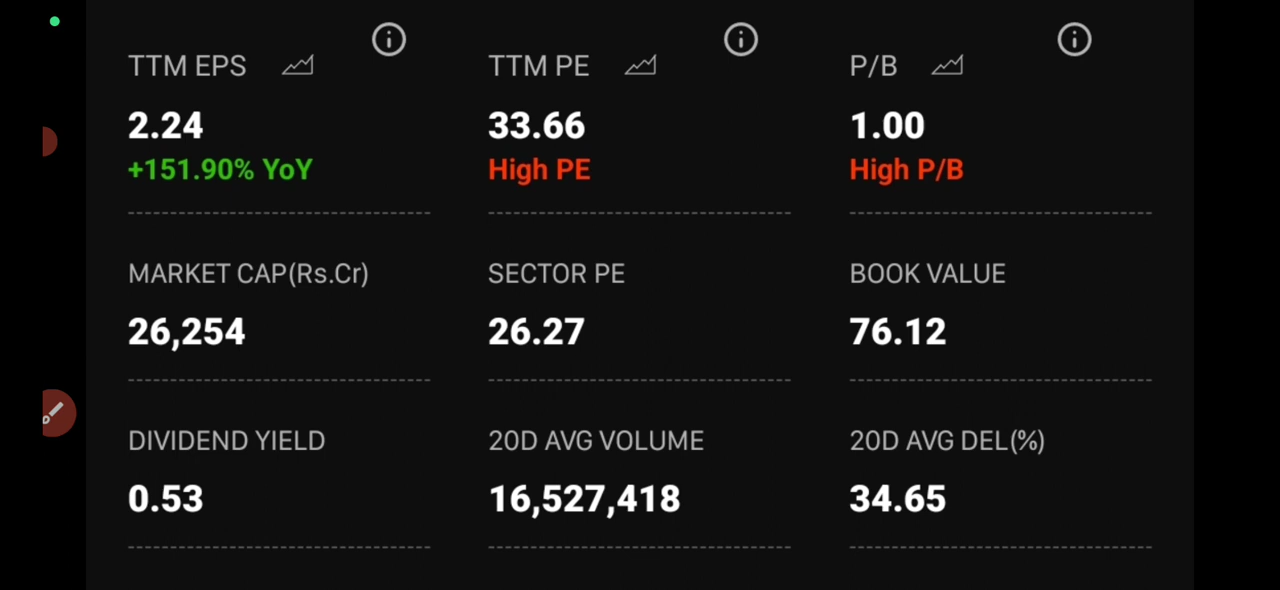 TTM EPS TTM PE P/B
2.24 33.66 1.00
+151.90% YoY High PE High P/B
MARKET CAP(Rs.Cr) SECTOR PE BOOK VALUE
26,254 26.27 76.12
DIVIDEND YIELD 20D AVG VOLUME 20D AVG DEL(%)
0.53 16,527,418 34.65